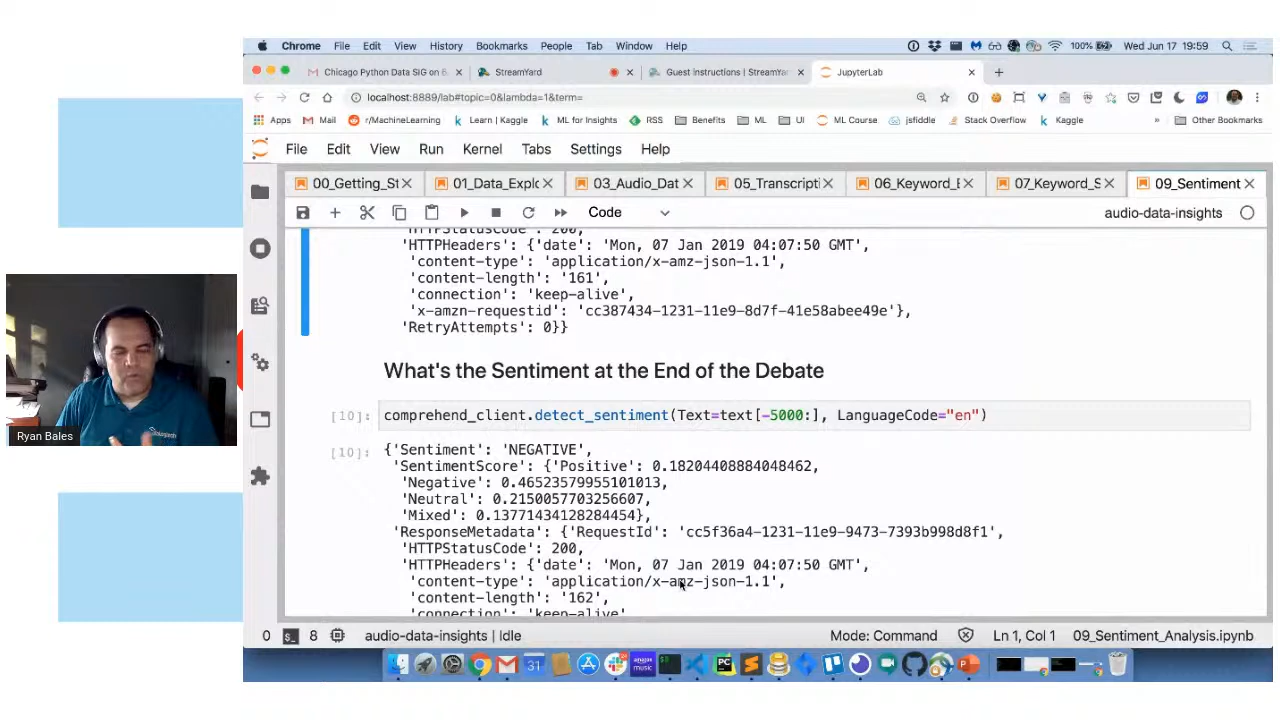 Chrome File Edit View History Bookmarks People Tab Window Help 100% Wed Jun 17 19:59
Chicago Python Data SIG on StreamYard Guest Instructions | StreamYar JupyterLab
localhost:8889/lab#topic=0&lambda=1&term=
Apps Mail r/MachineLearning Learn | Kaggle ML for Insights RSS Benefits ML UI ML Course jsfiddle Stack Overflow Kaggle » Other Bookmarks
File Edit View Run Kernel Tabs Settings Help
00_Getting_St 01_Data_Explo 03_Audio_Dat 05_Transcripti 06_Keyword_ 07_Keyword_S 09_Sentiment
Code audio-data-insights
'HTTPStatusCode': 200,
'HTTPHeaders': {'date': 'Mon, 07 Jan 2019 04:07:50 GMT',
'content-type': 'application/x-amz-json-1.1',
'content-length': '161',
'connection': 'keep-alive',
'x-amzn-requestid': 'cc387434-1231-11e9-8d7f-41e58abee49e'},
'RetryAttempts': 0}}
What's the Sentiment at the End of the Debate
[10]: comprehend_client.detect_sentiment(Text=text[-5000:], LanguageCode="en")
[10]: {'Sentiment': 'NEGATIVE',
'SentimentScore': {'Positive': 0.18204408884048462,
'Negative': 0.46523579955101013,
'Neutral': 0.2150057703256607,
'Mixed': 0.13771434128284454},
'ResponseMetadata': {'RequestId': 'cc5f36a4-1231-11e9-9473-7393b998d8f1',
'HTTPStatusCode': 200,
'HTTPHeaders': {'date': 'Mon, 07 Jan 2019 04:07:50 GMT',
'content-type': 'application/x-amz-json-1.1',
'content-length': '162',
'connection': 'keep-alive'
0 8 audio-data-insights | Idle Mode: Command Ln 1, Col 1 09_Sentiment_Analysis.ipynb
Ryan Bales